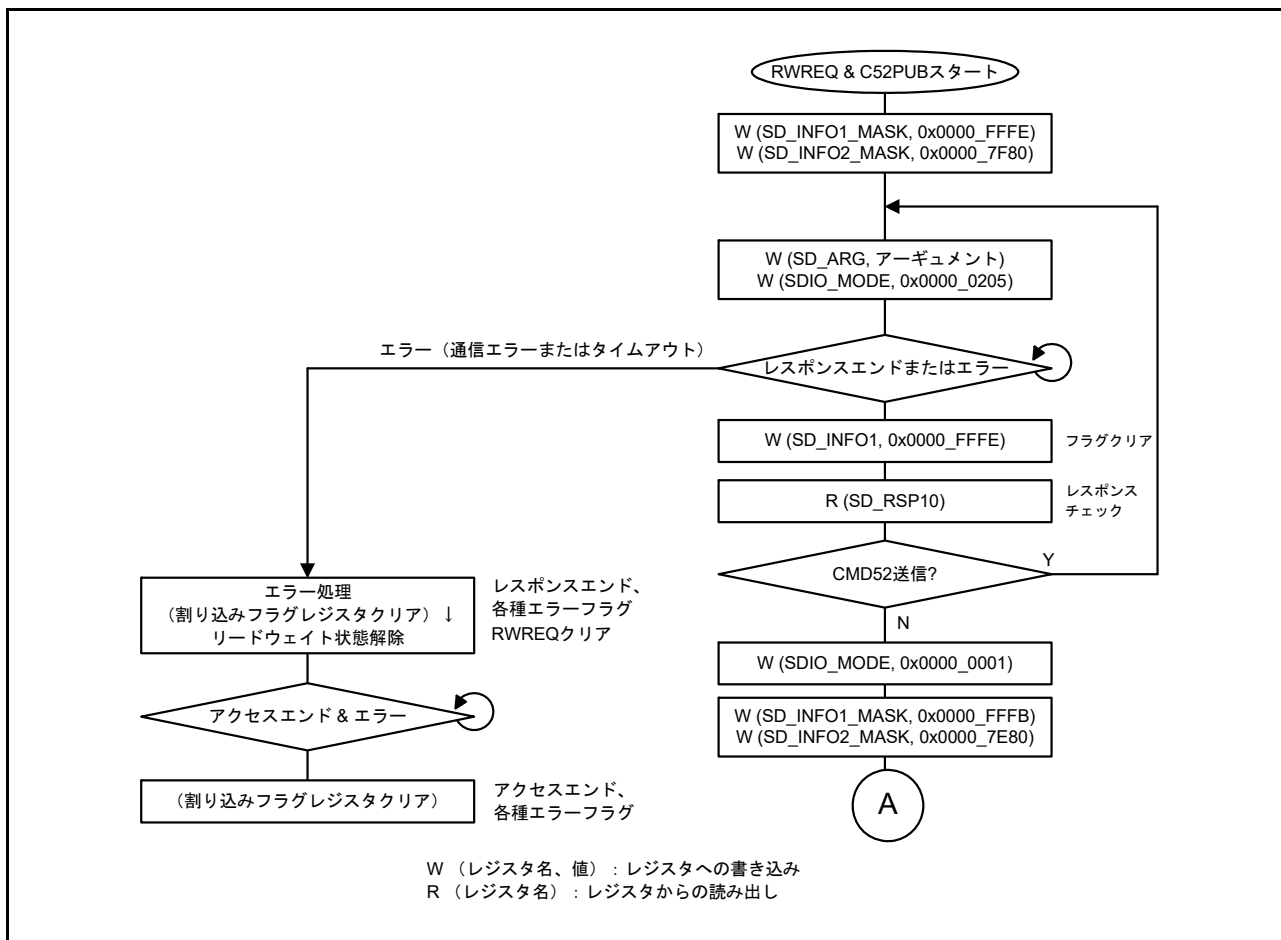 RWREQ & C52PUBスタート
W (SD_INFO1_MASK, 0x0000_FFFE)
W (SD_INFO2_MASK, 0x0000_7F80)
W (SD_ARG, アーギュメント)
W (SDIO_MODE, 0x0000_0205)
エラー（通信エラーまたはタイムアウト）
レスポンスエンドまたはエラー
W (SD_INFO1, 0x0000_FFFE)
フラグクリア
R (SD_RSP10)
レスポンス
チェック
CMD52送信?
Y
N
W (SDIO_MODE, 0x0000_0001)
W (SD_INFO1_MASK, 0x0000_FFFB)
W (SD_INFO2_MASK, 0x0000_7E80)
A
エラー処理
（割り込みフラグレジスタクリア）↓
リードウェイト状態解除
レスポンスエンド、
各種エラーフラグ
RWREQクリア
アクセスエンド & エラー
（割り込みフラグレジスタクリア）
アクセスエンド、
各種エラーフラグ
W （レジスタ名、値）：レジスタへの書き込み
R （レジスタ名）：レジスタからの読み出し